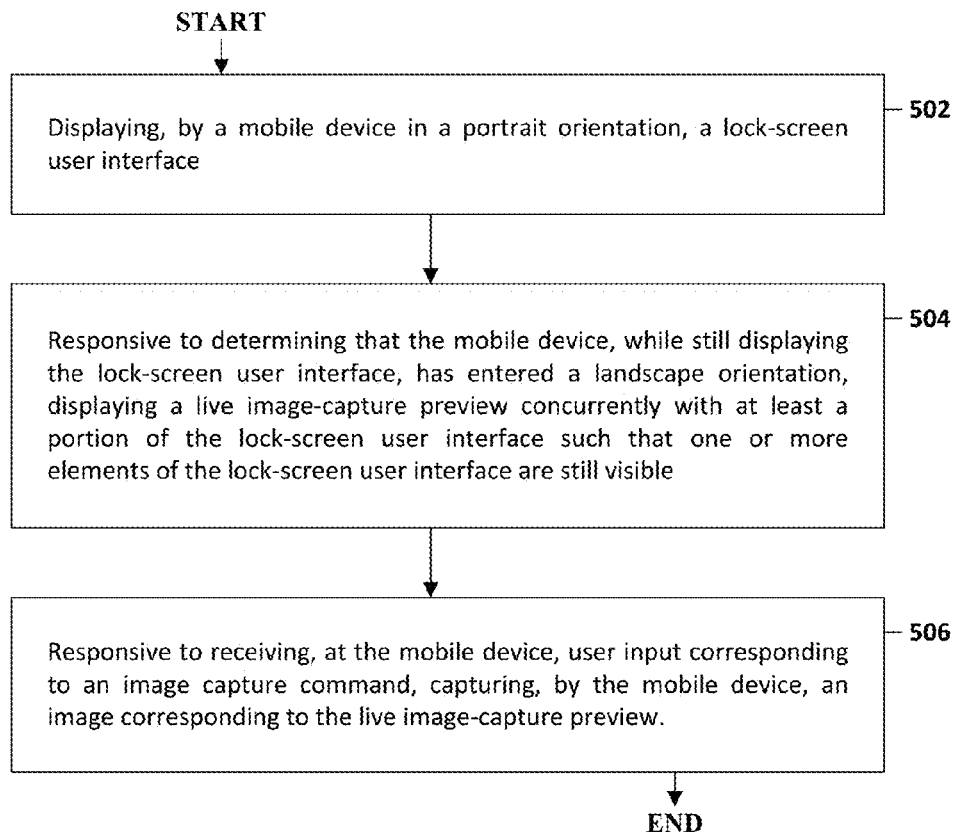 START
502
Displaying, by a mobile device in a portrait orientation, a lock-screen
user interface
504
Responsive to determining that the mobile device, while still displaying
the lock-screen user interface, has entered a landscape orientation,
displaying a live image-capture preview concurrently with at least a
portion of the lock-screen user interface such that one or more
elements of the lock-screen user interface are still visible
506
Responsive to receiving, at the mobile device, user input corresponding
to an image capture command, capturing, by the mobile device, an
image corresponding to the live image-capture preview.
END